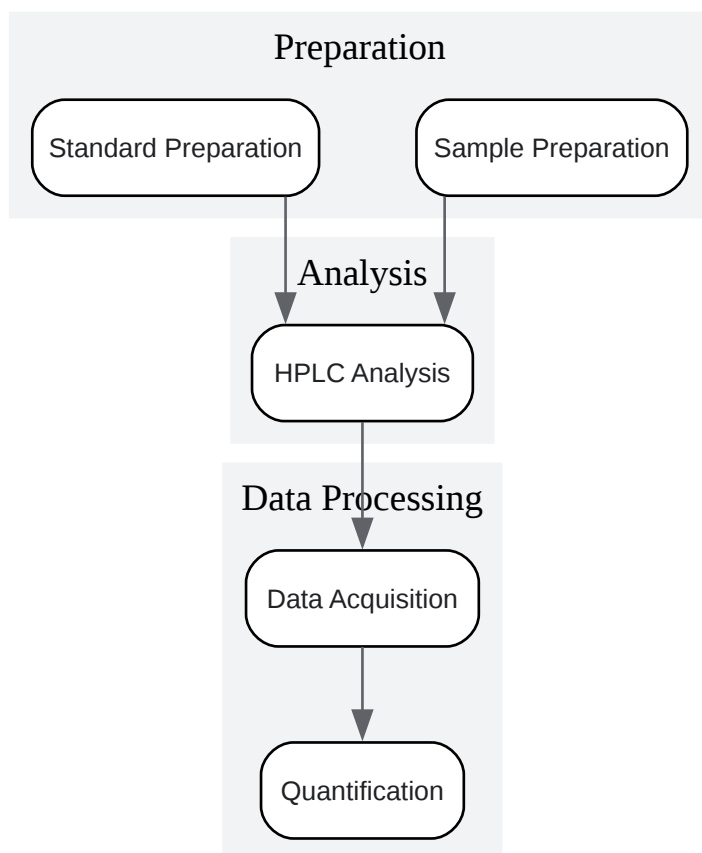 Preparation
Standard Preparation
Sample Preparation
Analysis
HPLC Analysis
Data Processing
Data Acquisition
Quantification